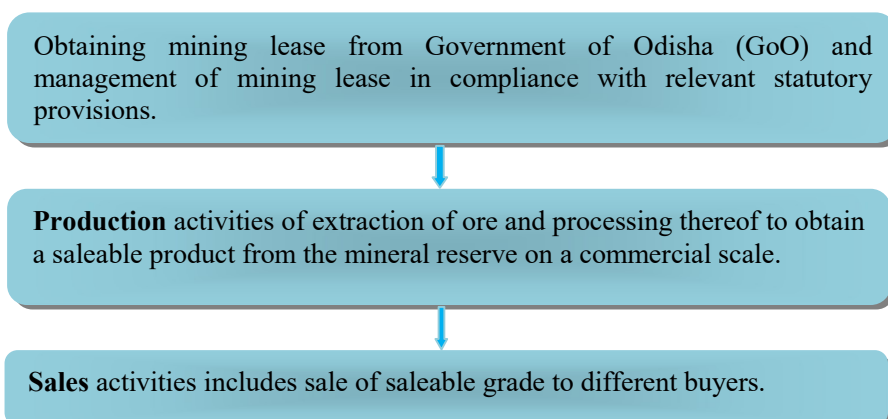 Obtaining mining lease from Government of Odisha (GoO) and
management of mining lease in compliance with relevant statutory
provisions.
Production activities of extraction of ore and processing thereof to obtain
a saleable product from the mineral reserve on a commercial scale.
Sales activities includes sale of saleable grade to different buyers.